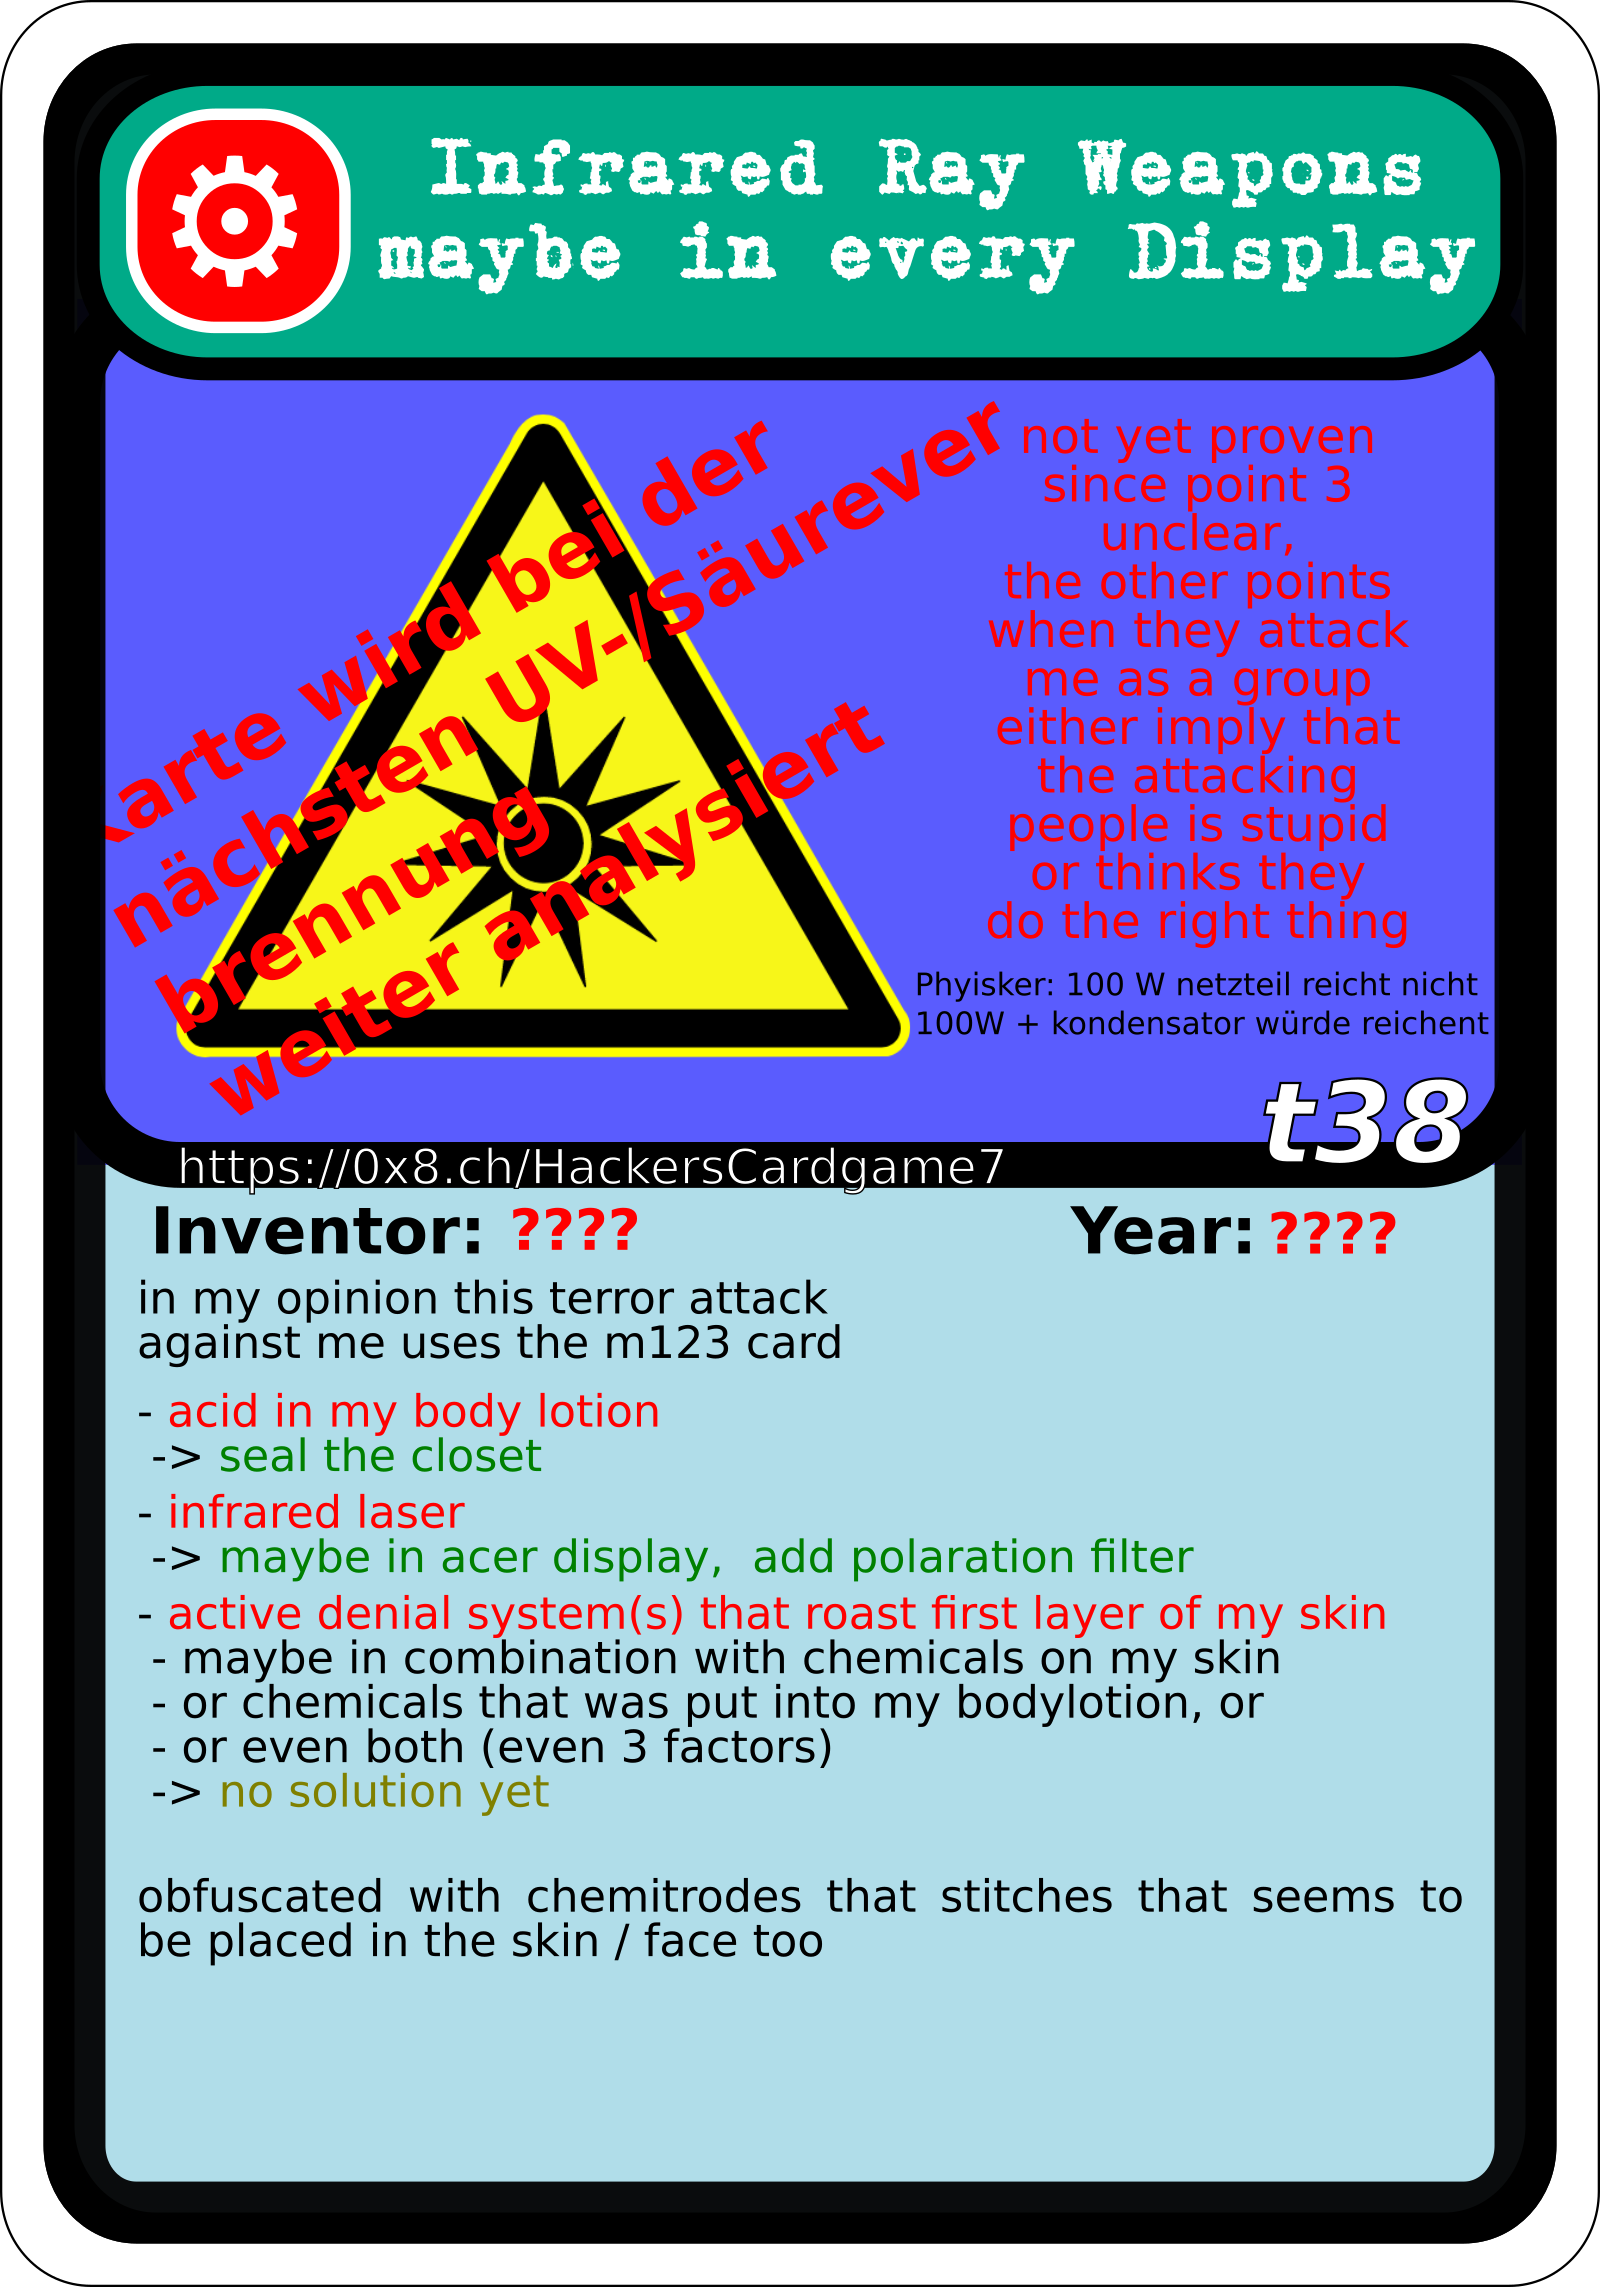 Infrared Ray Weapons
maybe in every Display
Karte wird bei der
nächsten UV-/Säurever
brennung
weiter analysiert
not yet proven
since point 3
unclear,
the other points
when they attack
me as a group
either imply that
the attacking
people is stupid
or thinks they
do the right thing
Phyisker: 100 W netzteil reicht nicht
100W + kondensator würde reichent
t38
https://0x8.ch/HackersCardgame7
Inventor: ???? Year: ????
in my opinion this terror attack
against me uses the m123 card
- acid in my body lotion
-> seal the closet
- infrared laser
-> maybe in acer display, add polaration filter
- active denial system(s) that roast first layer of my skin
- maybe in combination with chemicals on my skin
- or chemicals that was put into my bodylotion, or
- or even both (even 3 factors)
-> no solution yet
obfuscated with chemitrodes that stitches that seems to
be placed in the skin / face too